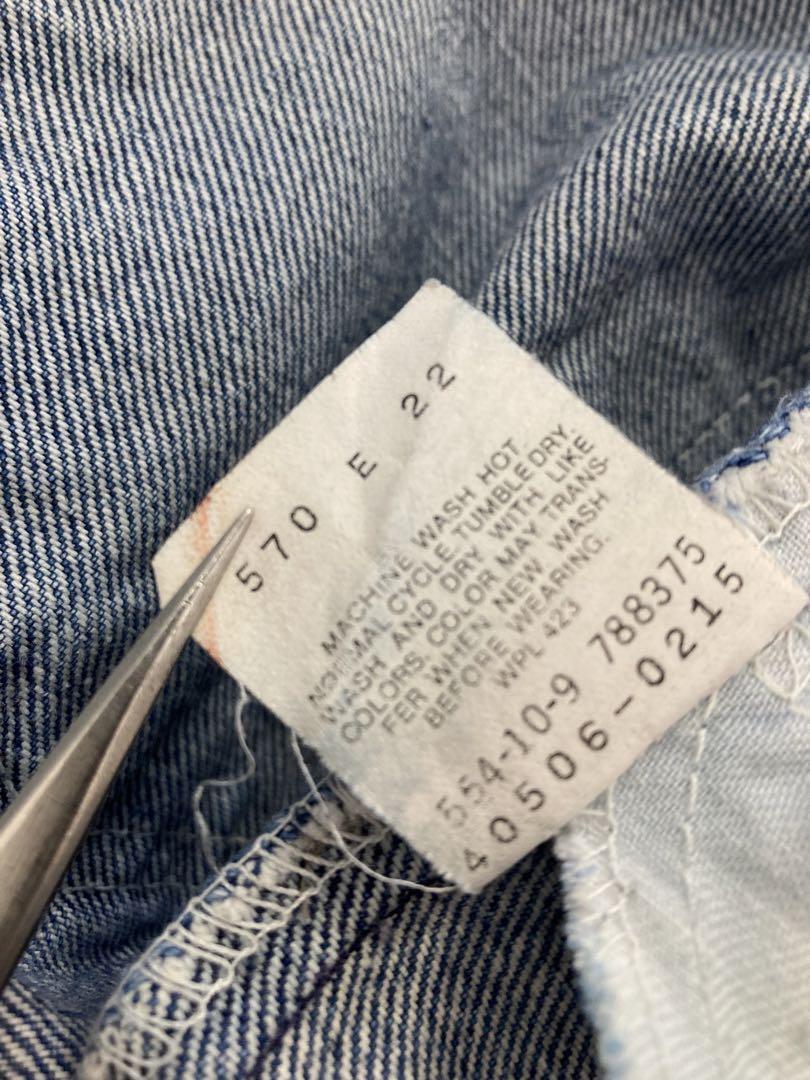 570 E 22
MACHINE WASH HOT.
NORMAL CYCLE. TUMBLE DRY.
WASH AND DRY WITH LIKE
COLORS. COLOR MAY TRANS-
FER WHEN NEW WASH
BEFORE WEARING.
WPL 423
554-10-9 788375
40506-0215